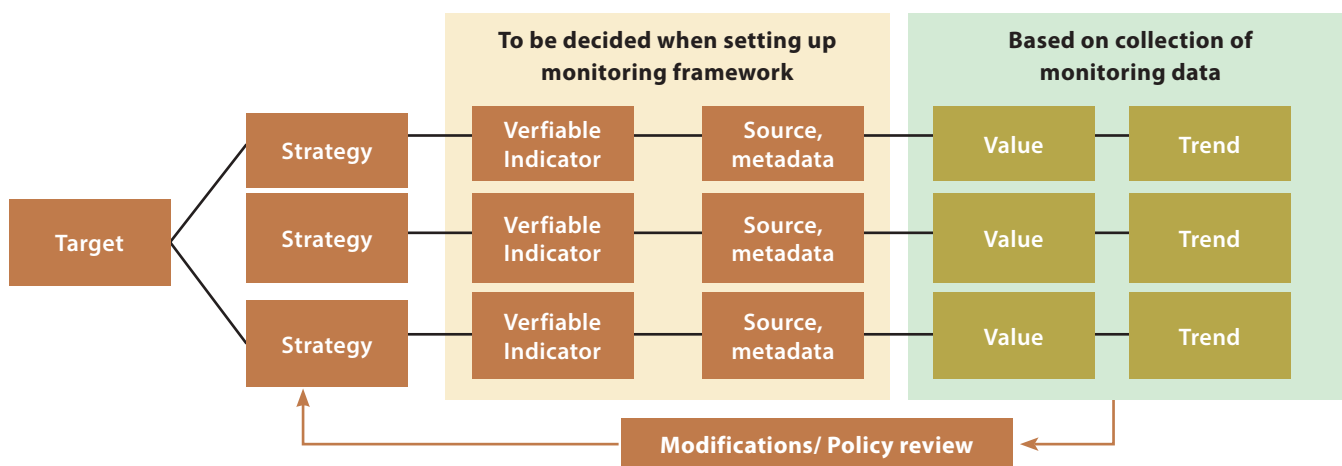 To be decided when setting up
monitoring framework
Based on collection of
monitoring data
Target
Strategy
Verfiable
Indicator
Source,
metadata
Value
Trend
Strategy
Verfiable
Indicator
Source,
metadata
Value
Trend
Strategy
Verfiable
Indicator
Source,
metadata
Value
Trend
Modifications/ Policy review